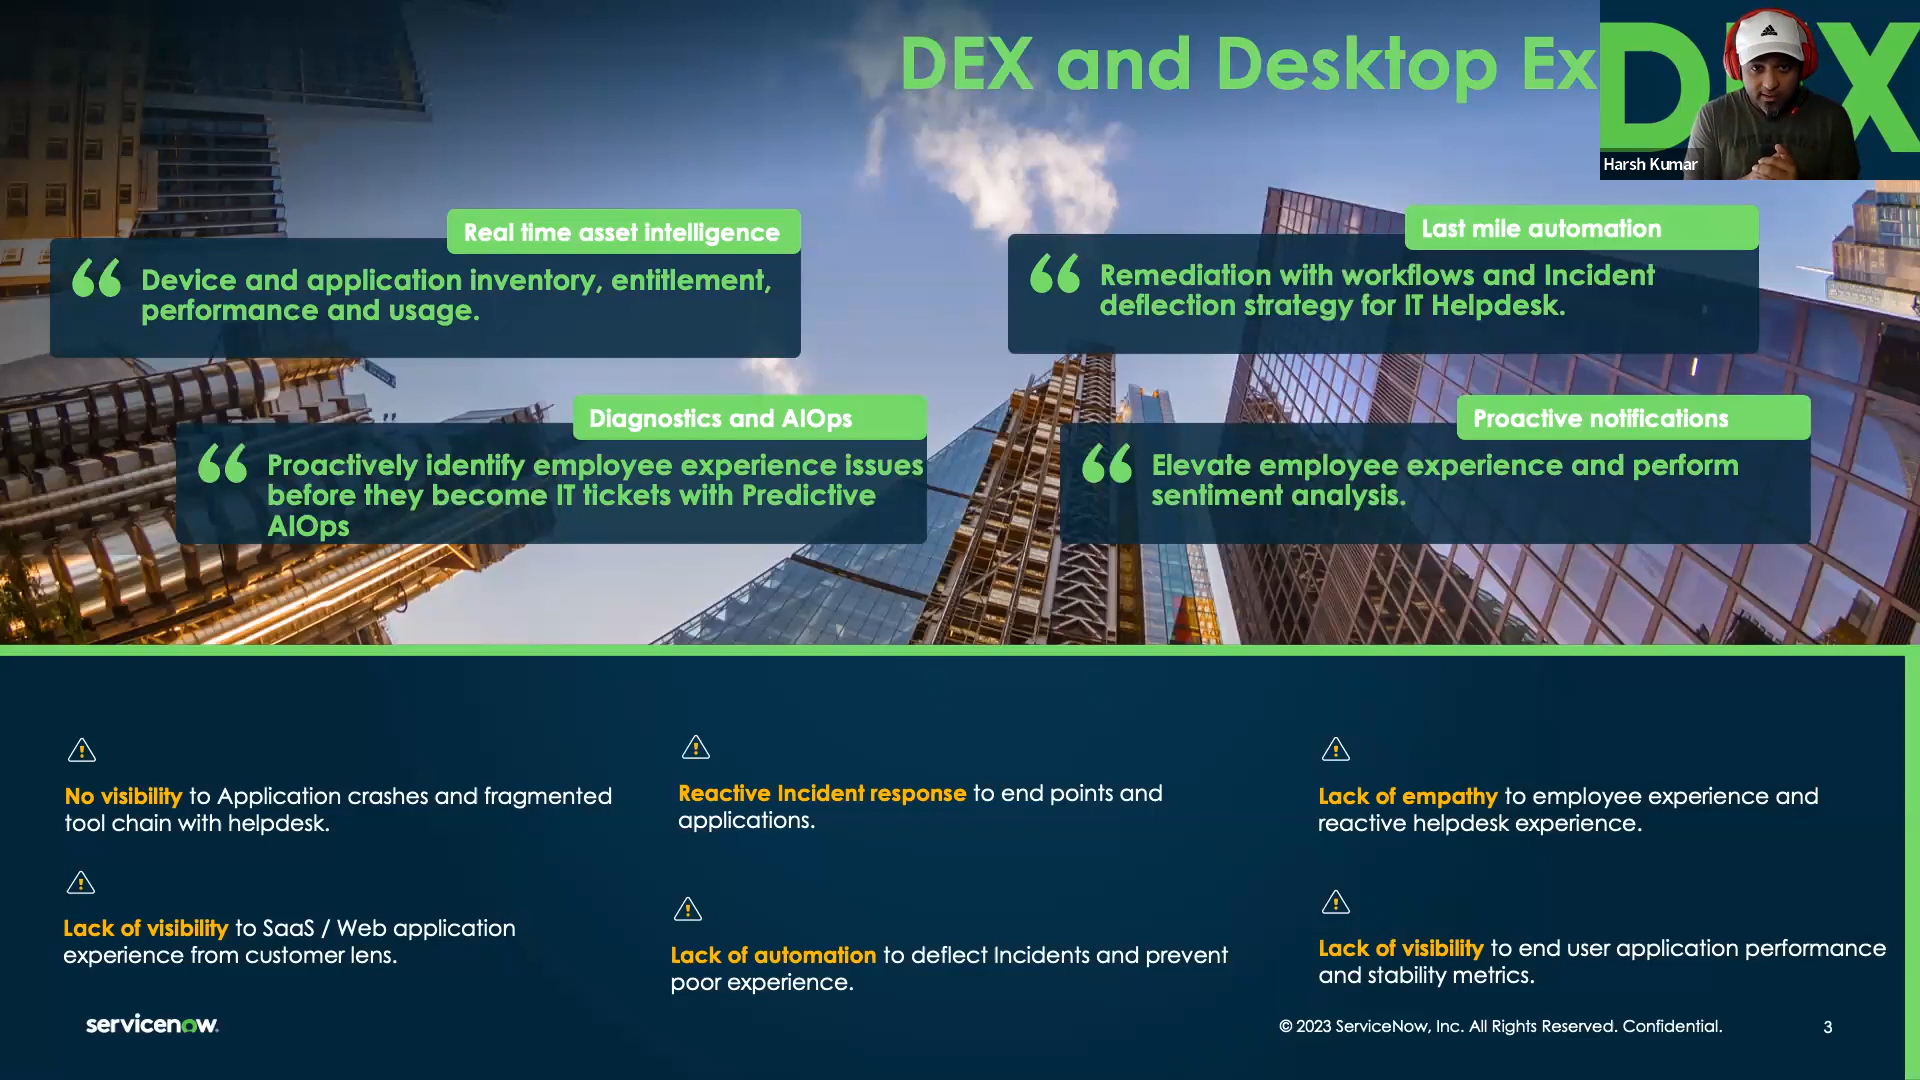 DEX and Desktop Ex
Harsh Kumar
Real time asset intelligence
Device and application inventory, entitlement,
performance and usage.
Last mile automation
Remediation with workflows and Incident
deflection strategy for IT Helpdesk.
Diagnostics and AIOps
Proactively identify employee experience issues
before they become IT tickets with Predictive
AIOps
Proactive notifications
Elevate employee experience and perform
sentiment analysis.
No visibility to Application crashes and fragmented
tool chain with helpdesk.
Reactive Incident response to end points and
applications.
Lack of empathy to employee experience and
reactive helpdesk experience.
Lack of visibility to SaaS / Web application
experience from customer lens.
Lack of automation to deflect Incidents and prevent
poor experience.
Lack of visibility to end user application performance
and stability metrics.
servicenow
© 2023 ServiceNow, Inc. All Rights Reserved. Confidential.
3